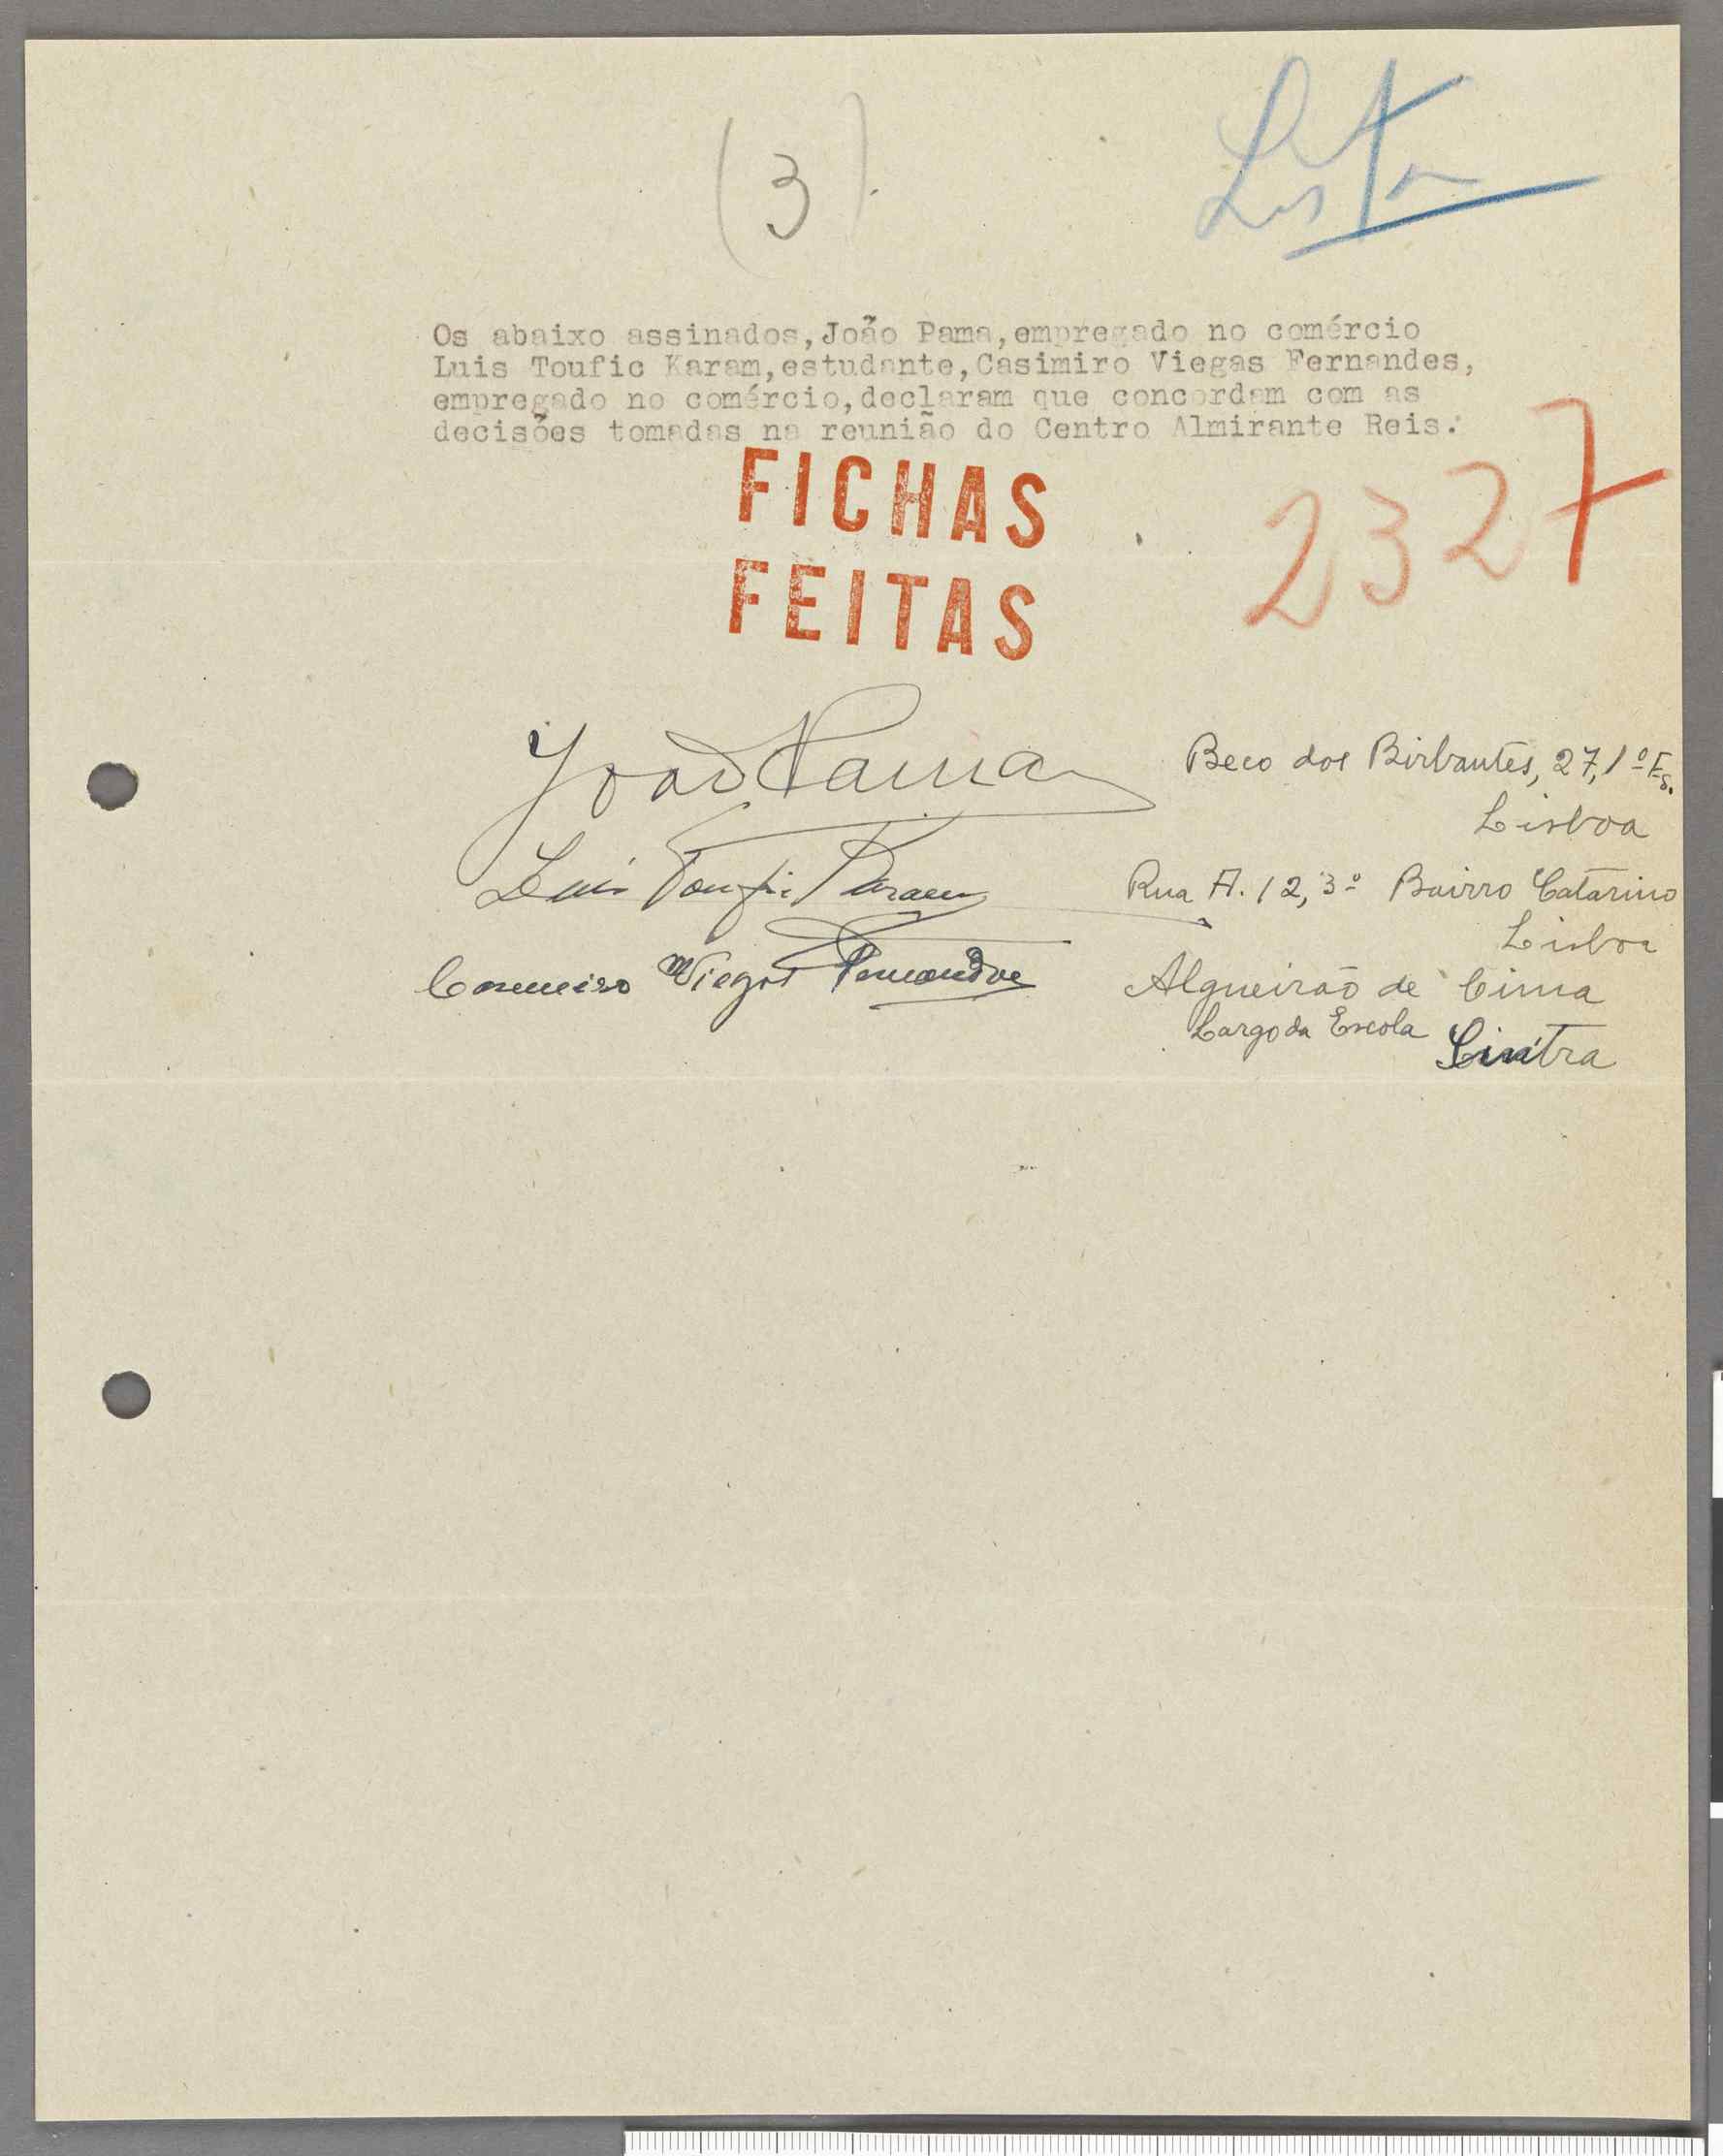 (3)
Lista
Os abaixo assinados,João Pama,empregado no comércio
Luis Toufic Karam,estudante,Casimiro Viegas Fernandes,
empregado no comércio,declaram que concordam com as
decisões tomadas na reunião do Centro Almirante Reis.
2327
FICHAS
FEITAS
João Pama
Beco dos Birbantes, 27, 1º Es.
Lisboa
Luis Toufic Karam
Rua A. 12, 3º Bairro Catarino
Lisboa
Casimiro Viegas Fernandes
Algueirão de Cima
Largo da Escola
Cintra